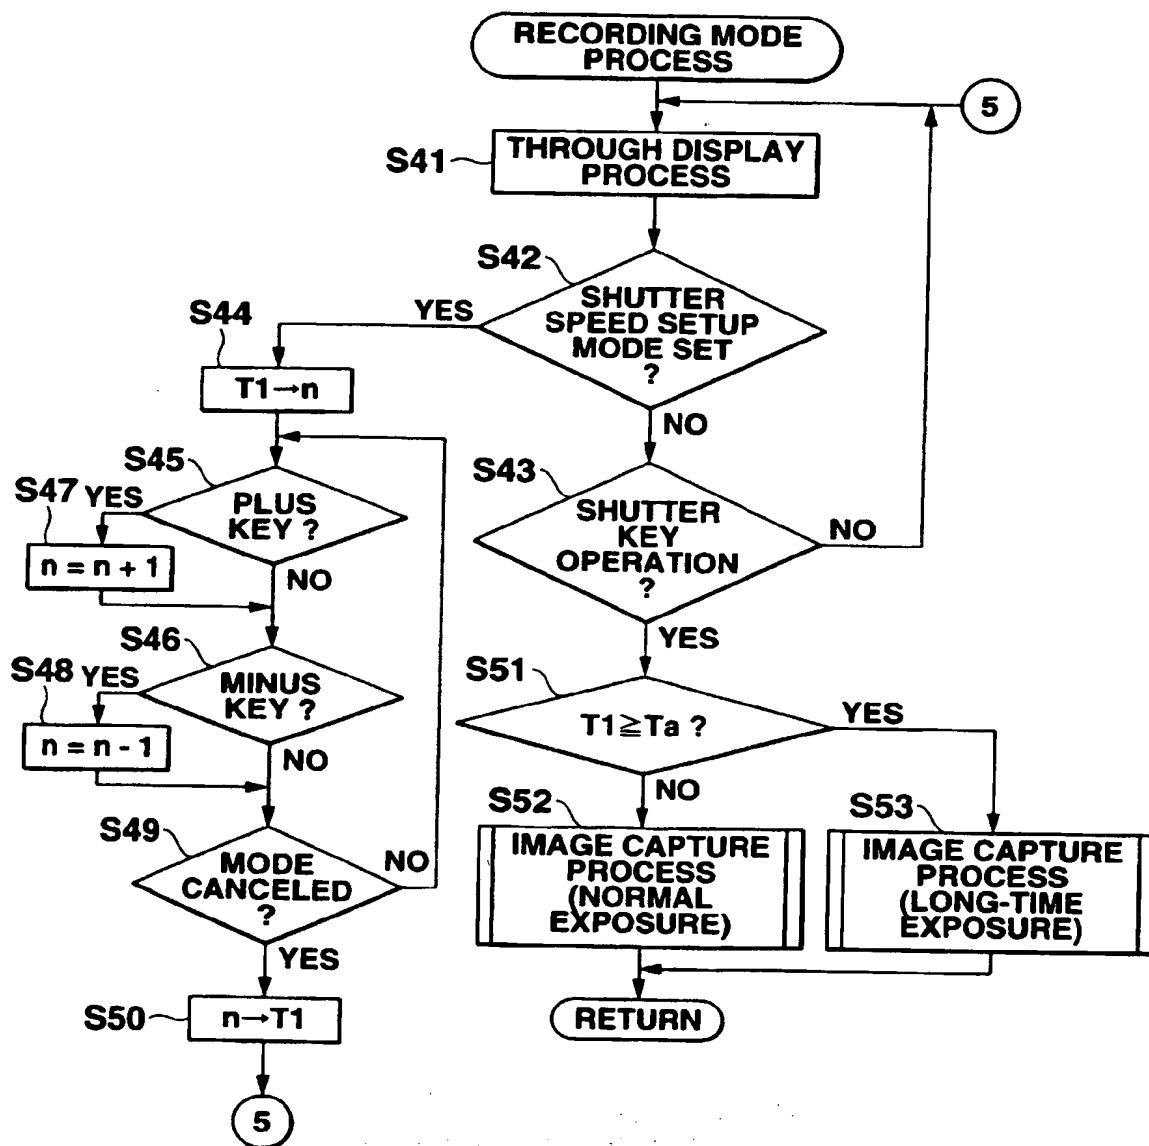 RECORDING MODE
PROCESS
5
S41
THROUGH DISPLAY
PROCESS
S42
SHUTTER
SPEED SETUP
MODE SET
?
YES
NO
S44
T1→n
S45
PLUS
KEY ?
YES
NO
S47
n = n + 1
S46
MINUS
KEY ?
YES
NO
S48
n = n - 1
S49
MODE
CANCELED
?
NO
YES
S50
n→T1
5
S43
SHUTTER
KEY
OPERATION
?
NO
YES
S51
T1≧Ta ?
YES
NO
S52
IMAGE CAPTURE
PROCESS
(NORMAL
EXPOSURE)
S53
IMAGE CAPTURE
PROCESS
(LONG-TIME
EXPOSURE)
RETURN